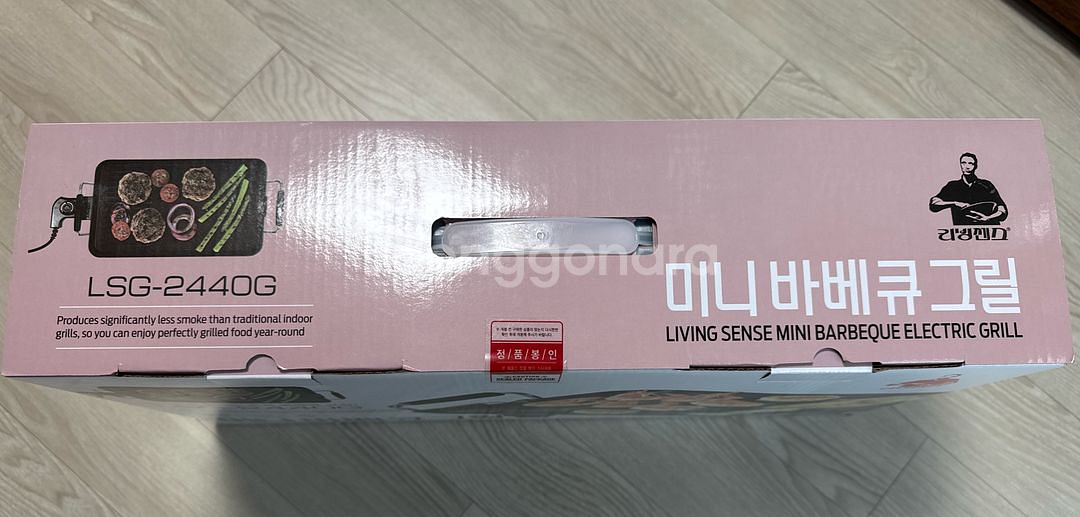 LSG-2440G
Produces significantly less smoke than traditional indoor
grills, so you can enjoy perfectly grilled food year-round
리빙센스
미니 바베큐 그릴
LIVING SENSE MINI BARBEQUE ELECTRIC GRILL
정/품/봉/인
SEALED PACKAGE